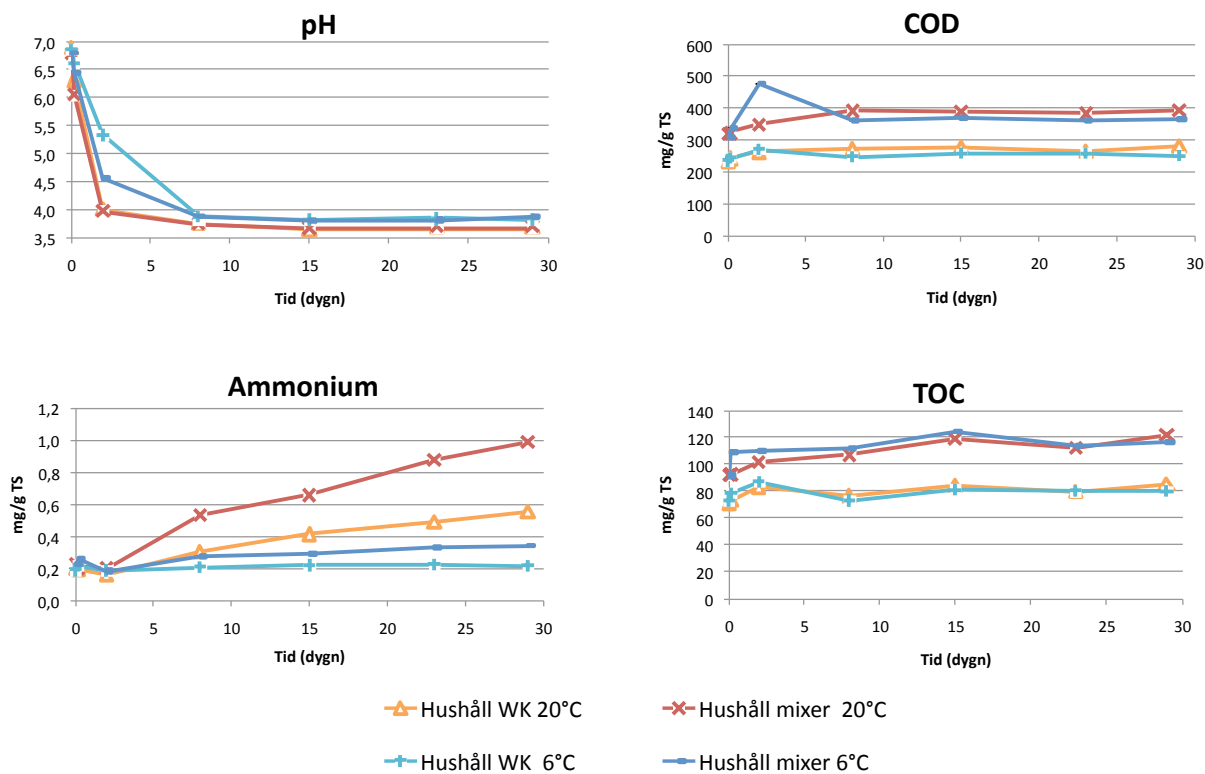 pH
7,0
6,5
6,0
5,5
5,0
4,5
4,0
3,5
0 5 10 15 20 25 30
Tid (dygn)
COD
mg/g TS
600
500
400
300
200
100
0
0 5 10 15 20 25 30
Tid (dygn)
Ammonium
mg/g TS
1,2
1,0
0,8
0,6
0,4
0,2
0,0
0 5 10 15 20 25 30
Tid (dygn)
TOC
mg/g TS
140
120
100
80
60
40
20
0
0 5 10 15 20 25 30
Tid (dygn)
Hushåll WK 20°C
Hushåll mixer 20°C
Hushåll WK 6°C
Hushåll mixer 6°C